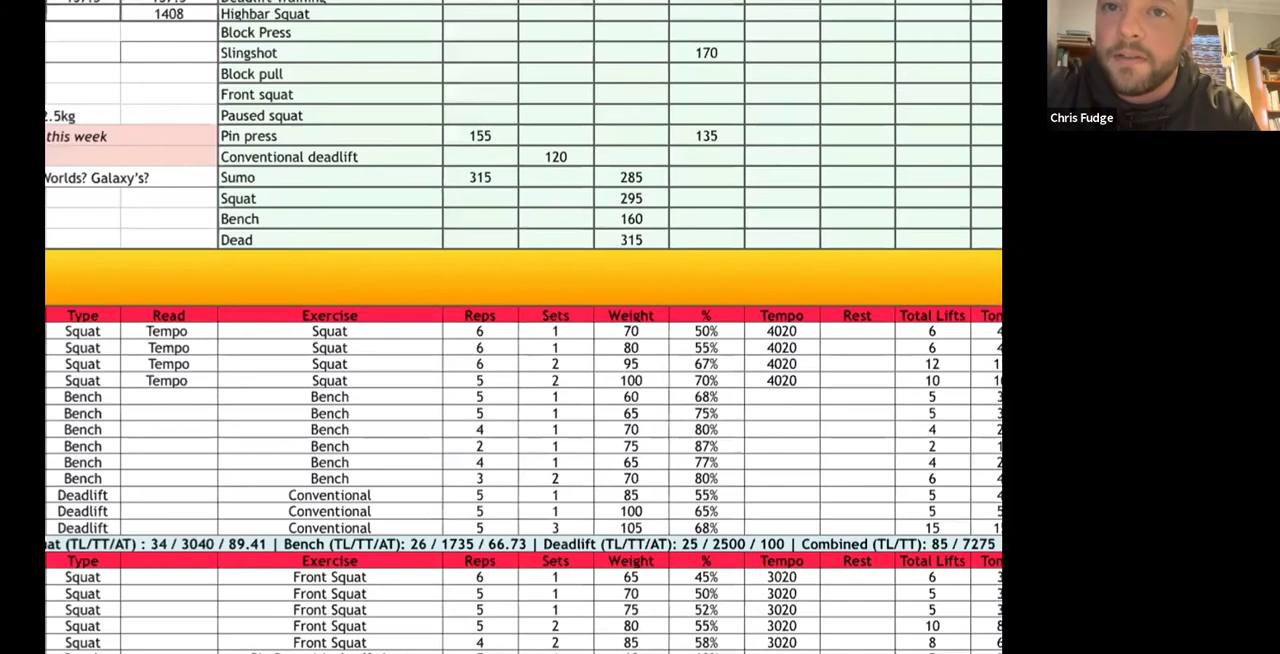 1408 Highbar Squat
Block Press
Slingshot 170
Block pull
Front squat
2.5kg Paused squat
this week Pin press 155 135
Conventional deadlift 120
Worlds? Galaxy's? Sumo 315 285
Squat 295
Bench 160
Dead 315
Chris Fudge
Type Read Exercise Reps Sets Weight % Tempo Rest Total Lifts Ton
Squat Tempo Squat 6 1 70 50% 4020 6
Squat Tempo Squat 6 1 80 55% 4020 6
Squat Tempo Squat 6 2 95 67% 4020 12 1
Squat Tempo Squat 5 2 100 70% 4020 10 1
Bench Bench 5 1 60 68% 5
Bench Bench 5 1 65 75% 5
Bench Bench 4 1 70 80% 4
Bench Bench 2 1 75 87% 2
Bench Bench 4 1 65 77% 4
Bench Bench 3 2 70 80% 6
Deadlift Conventional 5 1 85 55% 5
Deadlift Conventional 5 1 100 65% 5
Deadlift Conventional 5 3 105 68% 15
at (TL/TT/AT) : 34 / 3040 / 89.41 | Bench (TL/TT/AT): 26 / 1735 / 66.73 | Deadlift (TL/TT/AT): 25 / 2500 / 100 | Combined (TL/TT): 85 / 7275
Type Exercise Reps Sets Weight % Tempo Rest Total Lifts Ton
Squat Front Squat 6 1 65 45% 3020 6
Squat Front Squat 5 1 70 50% 3020 5
Squat Front Squat 5 1 75 52% 3020 5
Squat Front Squat 5 2 80 55% 3020 10
Squat Front Squat 4 2 85 58% 3020 8